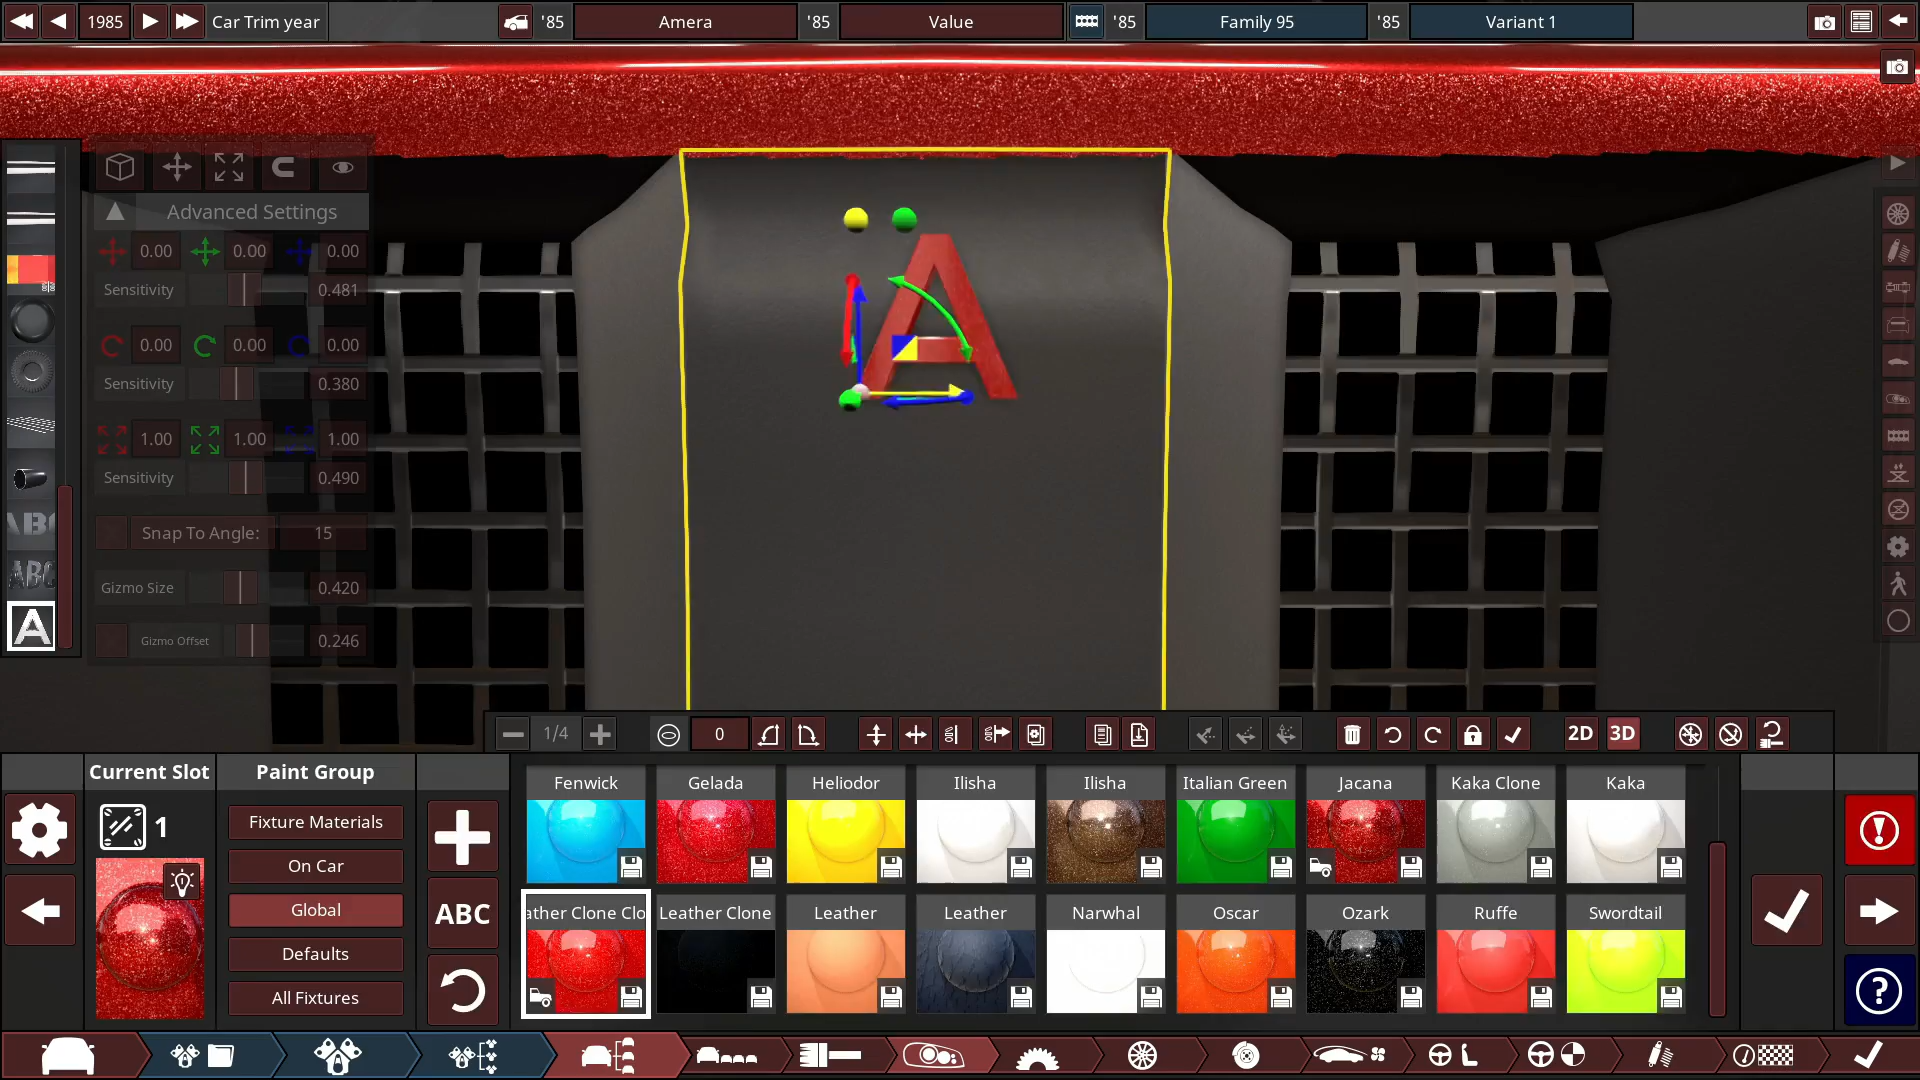 1985 Car Trim year '85 Amera '85 Value '85 Family 95 '85 Variant 1
Advanced Settings
0.00 0.00 0.00
Sensitivity 0.481
0.00 0.00 0.00
Sensitivity 0.380
1.00 1.00 1.00
Sensitivity 0.490
Snap To Angle: 15
Gizmo Size 0.420
Gizmo Offset 0.246
ABC
ABC
A
A
1/4 0 2D 3D
Current Slot
1
Paint Group
Fixture Materials
On Car
Global
Defaults
All Fixtures
ABC
Fenwick Gelada Heliodor Ilisha Ilisha Italian Green Jacana Kaka Clone Kaka
ather Clone Clo Leather Clone Leather Leather Narwhal Oscar Ozark Ruffe Swordtail
?